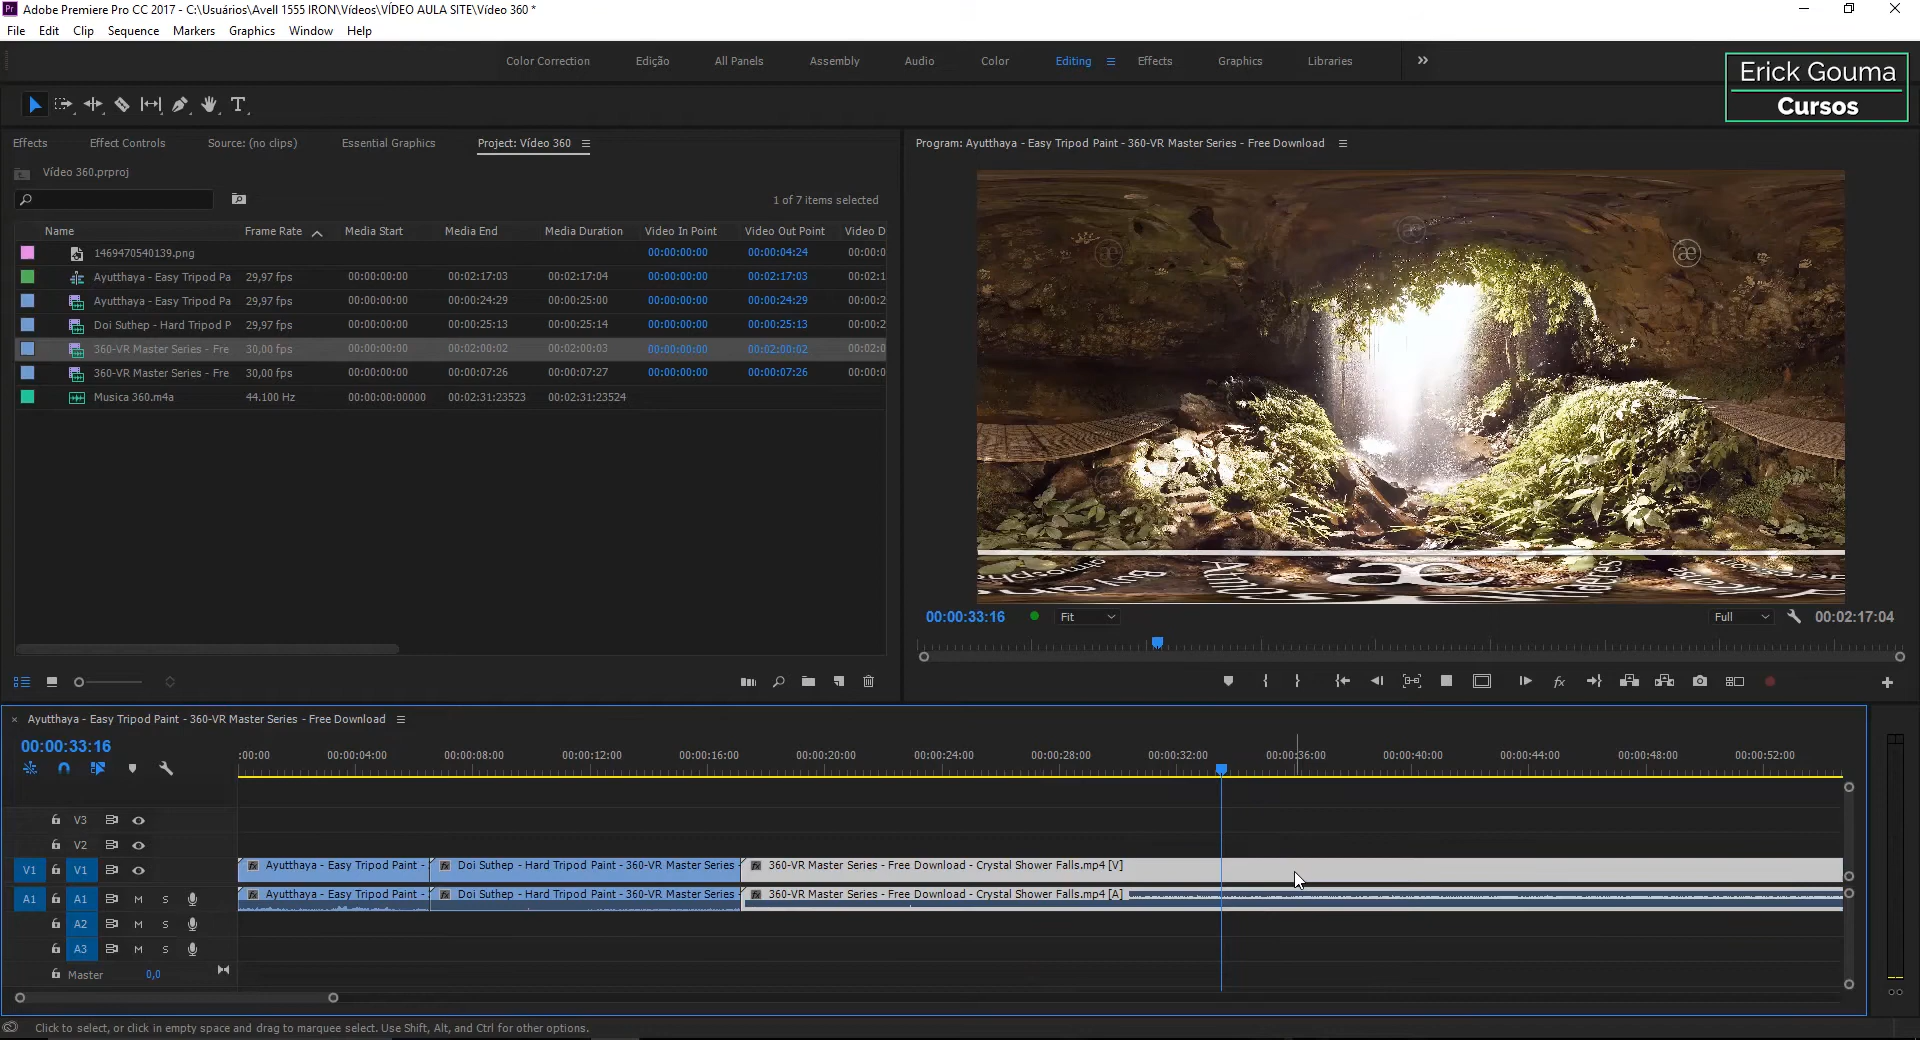 Adobe Premiere Pro CC 2017 - C:\Usuários\Avell 1555 IRON\Vídeos\VÍDEO AULA SITE\Vídeo 360 *
File Edit Clip Sequence Markers Graphics Window Help
Color Correction Edição All Panels Assembly Audio Color Editing Effects Graphics Libraries
Erick Gouma
Cursos
Effects Effect Controls Source: (no clips) Essential Graphics Project: Vídeo 360
Program: Ayutthaya - Easy Tripod Paint - 360-VR Master Series - Free Download
Vídeo 360.prproj
1 of 7 items selected
Name Frame Rate Media Start Media End Media Duration Video In Point Video Out Point Video D
1469470540139.png 00:00:00:00 00:00:04:24 00:00:0
Ayutthaya - Easy Tripod Pa 29,97 fps 00:00:00:00 00:02:17:03 00:02:17:04 00:00:00:00 00:02:17:03 00:02:1
Ayutthaya - Easy Tripod Pa 29,97 fps 00:00:00:00 00:00:24:29 00:00:25:00 00:00:00:00 00:00:24:29 00:00:2
Doi Suthep - Hard Tripod P 29,97 fps 00:00:00:00 00:00:25:13 00:00:25:14 00:00:00:00 00:00:25:13 00:00:2
360-VR Master Series - Fre 30,00 fps 00:00:00:00 00:02:00:02 00:02:00:03 00:00:00:00 00:02:00:02 00:02:0
360-VR Master Series - Fre 30,00 fps 00:00:00:00 00:00:07:26 00:00:07:27 00:00:00:00 00:00:07:26 00:00:0
Musica 360.m4a 44.100 Hz 00:00:00:00000 00:02:31:23523 00:02:31:23524
00:00:33:16 Fit Full 00:02:17:04
Ayutthaya - Easy Tripod Paint - 360-VR Master Series - Free Download
00:00:33:16
:00:00 00:00:04:00 00:00:08:00 00:00:12:00 00:00:16:00 00:00:20:00 00:00:24:00 00:00:28:00 00:00:32:00 00:00:36:00 00:00:40:00 00:00:44:00 00:00:48:00 00:00:52:00
V3
V2
V1 V1 Ayutthaya - Easy Tripod Paint - Doi Suthep - Hard Tripod Paint - 360-VR Master Series - 360-VR Master Series - Free Download - Crystal Shower Falls.mp4 [V]
A1 A1 M S Ayutthaya - Easy Tripod Paint - Doi Suthep - Hard Tripod Paint - 360-VR Master Series - 360-VR Master Series - Free Download - Crystal Shower Falls.mp4 [A]
A2 M S
A3 M S
Master 0,0
Click to select, or click in empty space and drag to marquee select. Use Shift, Alt, and Ctrl for other options.